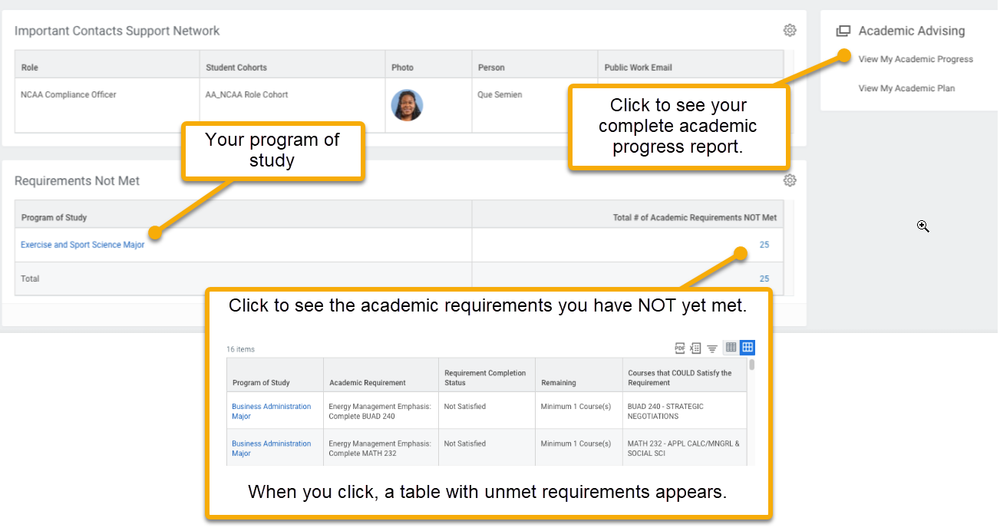 Important Contacts Support Network
Academic Advising
View My Academic Progress
View My Academic Plan
Role
Student Cohorts
Photo
Person
Public Work Email
NCAA Compliance Officer
AA_NCAA Role Cohort
Que Semien
Click to see your
complete academic
progress report.
Your program of
study
Requirements Not Met
Program of Study
Total # of Academic Requirements NOT Met
Exercise and Sport Science Major
25
Total
25
Click to see the academic requirements you have NOT yet met.
16 items
PDF
Program of Study
Academic Requirement
Requirement Completion
Status
Remaining
Courses that COULD Satisfy the
Requirement
Business Administration
Major
Energy Management Emphasis:
Complete BUAD 240
Not Satisfied
Minimum 1 Course(s)
BUAD 240 - STRATEGIC
NEGOTIATIONS
Business Administration
Major
Energy Management Emphasis:
Complete MATH 232
Not Satisfied
Minimum 1 Course(s)
MATH 232 - APPL CALC/MNGRL &
SOCIAL SCI
When you click, a table with unmet requirements appears.